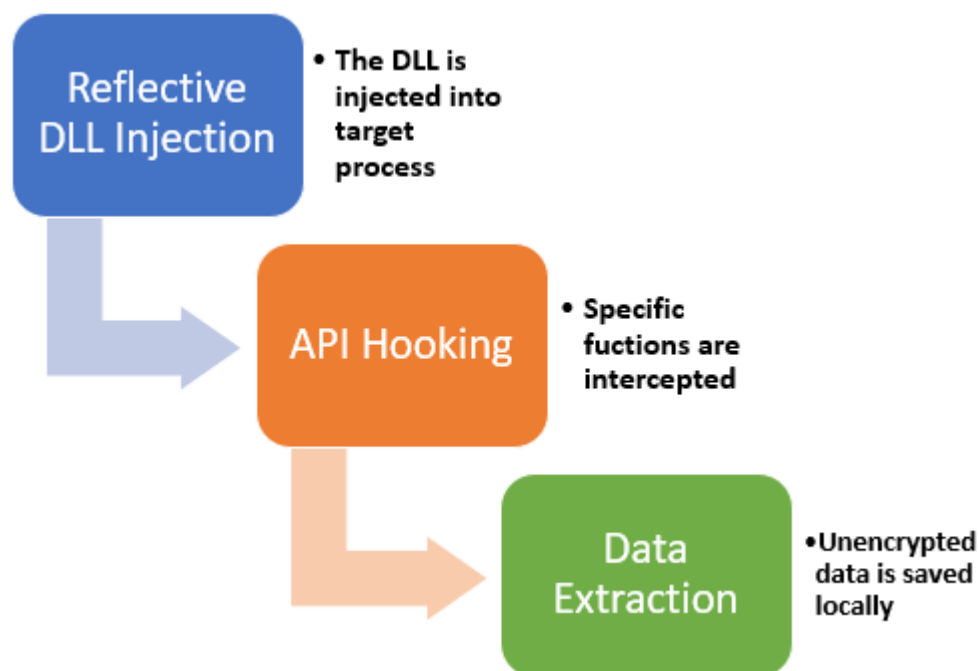 Reflective
DLL Injection
• The DLL is
injected into
target
process
API Hooking
• Specific
fuctions are
intercepted
Data
Extraction
•Unencrypted
data is saved
locally